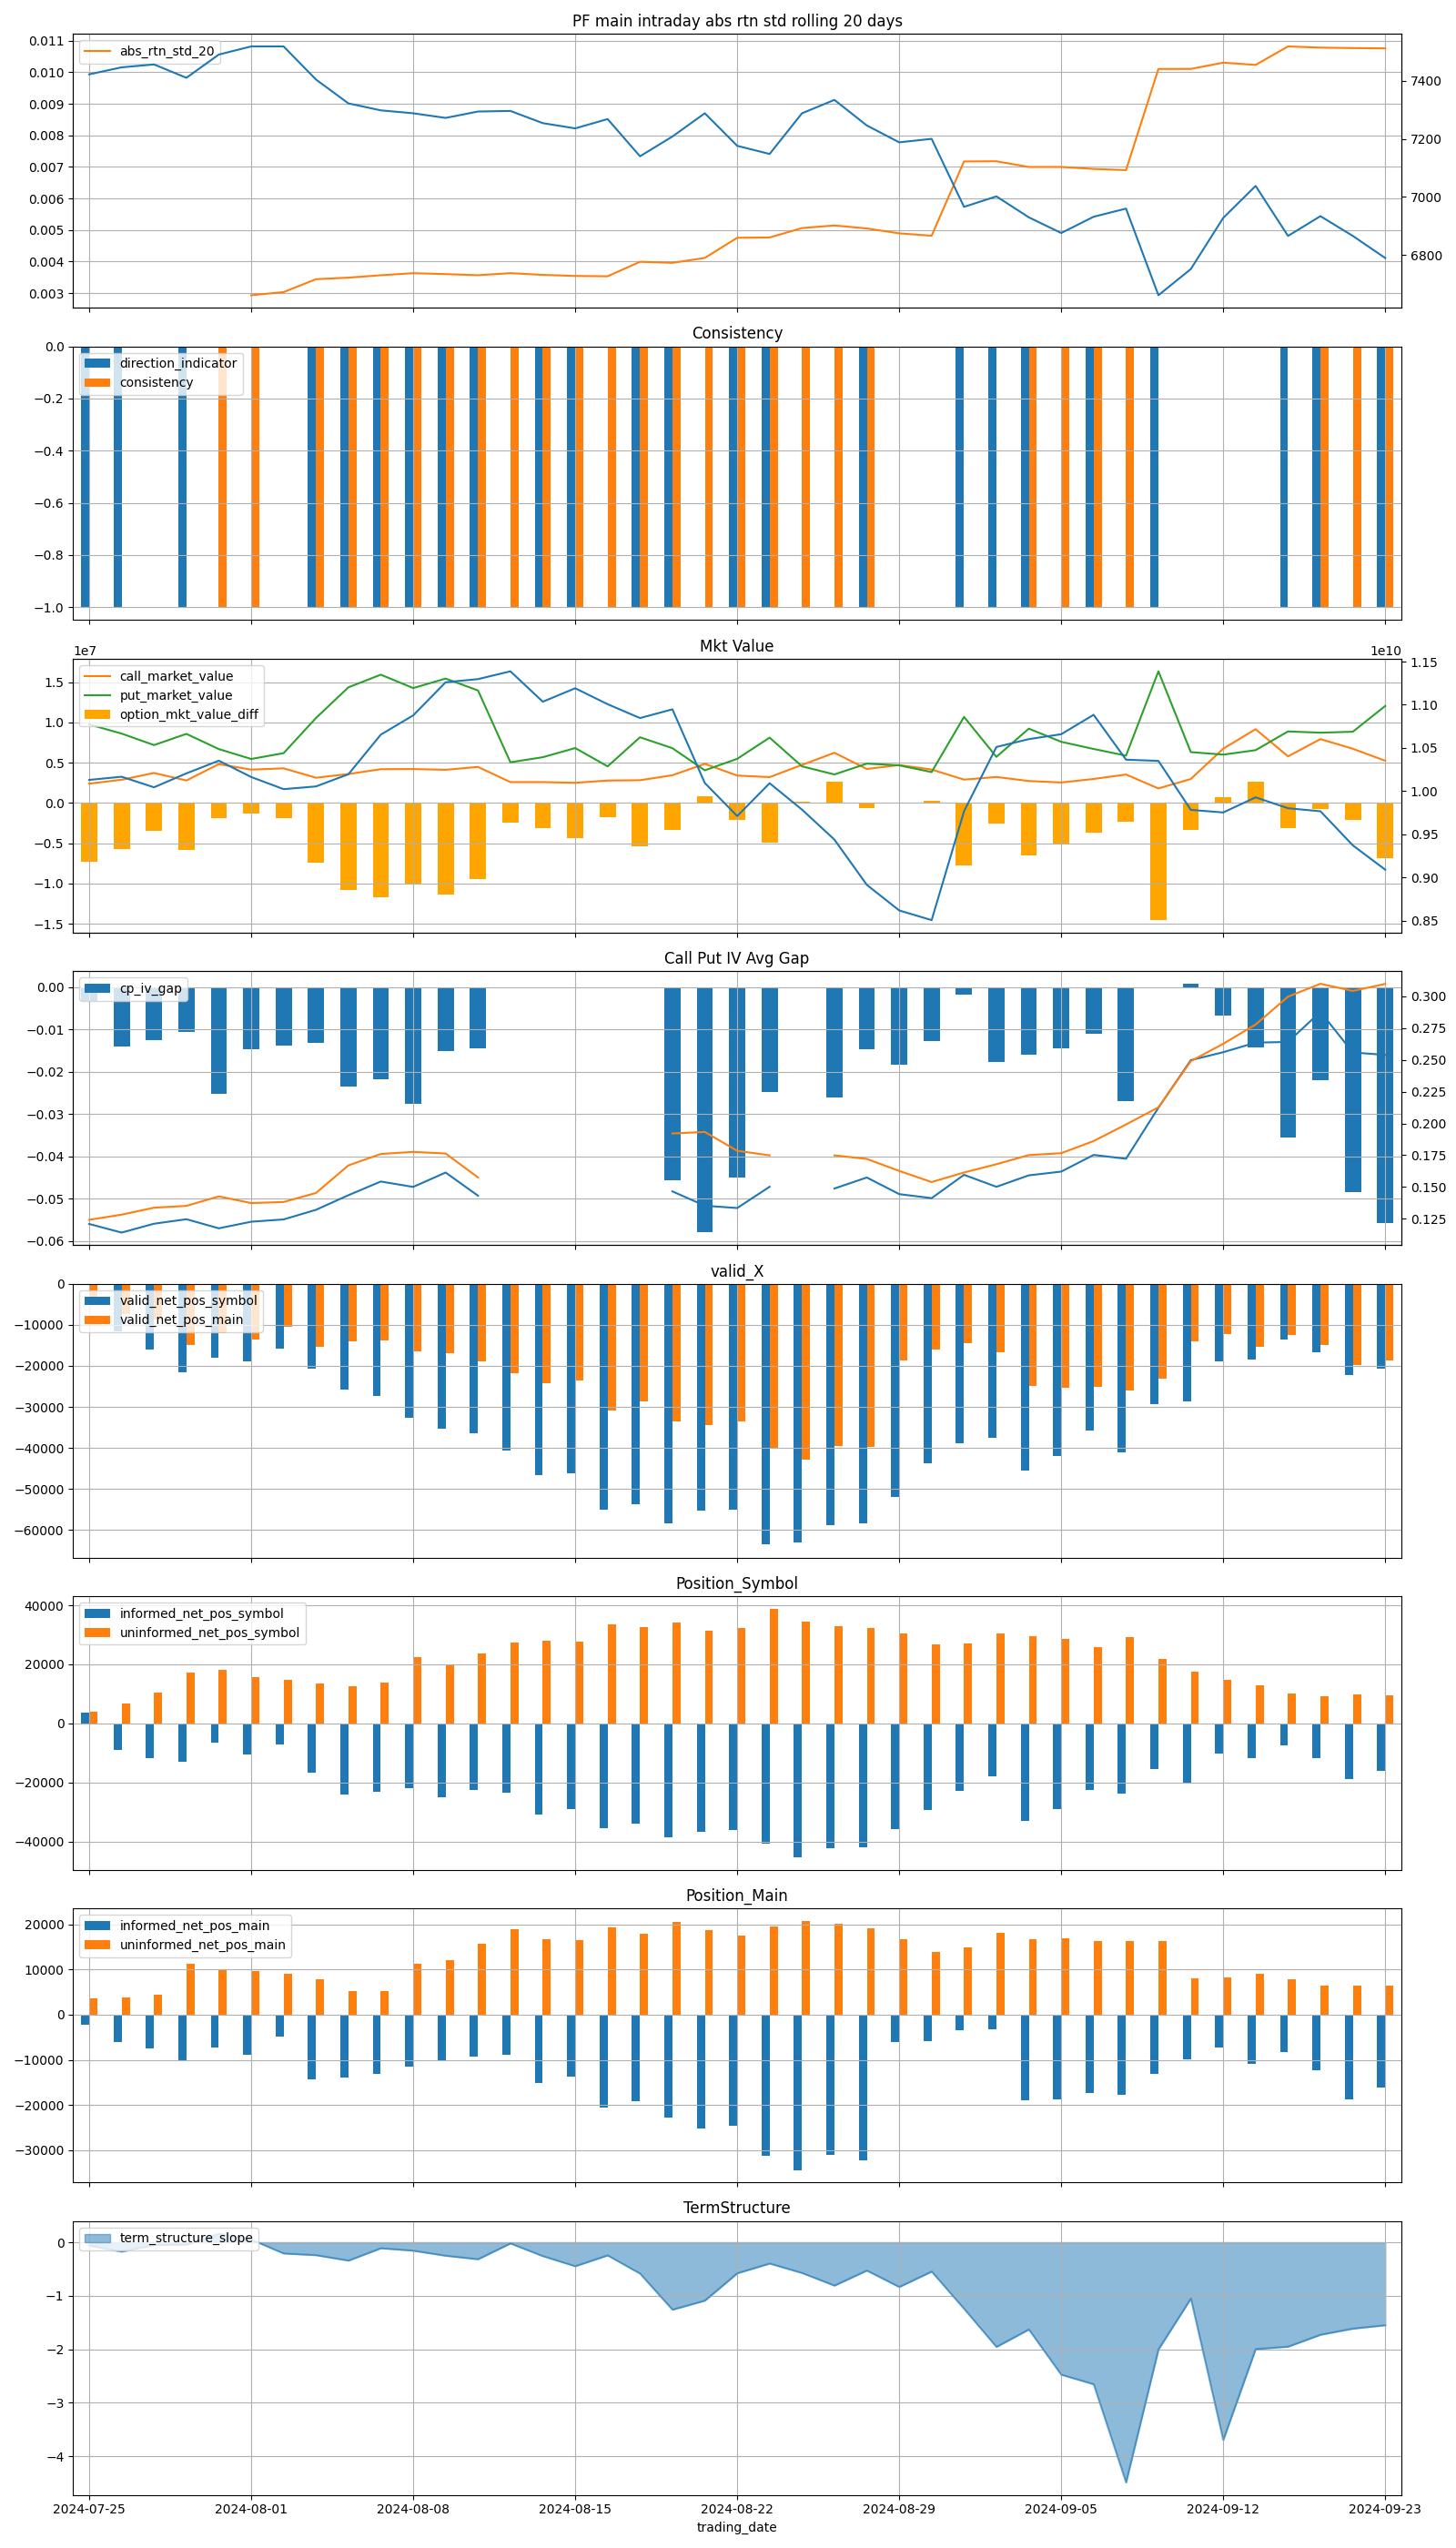 PF main intraday abs rtn std rolling 20 days
abs_rtn_std_20
0.011
0.010
0.009
0.008
0.007
0.006
0.005
0.004
0.003
7400
7200
7000
6800
Consistency
direction_indicator
consistency
0.0
−0.2
−0.4
−0.6
−0.8
−1.0
Mkt Value
1e7
1e10
call_market_value
put_market_value
option_mkt_value_diff
1.5
1.0
0.5
0.0
−0.5
−1.0
−1.5
1.15
1.10
1.05
1.00
0.95
0.90
0.85
Call Put IV Avg Gap
cp_iv_gap
0.00
−0.01
−0.02
−0.03
−0.04
−0.05
−0.06
0.300
0.275
0.250
0.225
0.200
0.175
0.150
0.125
valid_X
valid_net_pos_symbol
valid_net_pos_main
0
−10000
−20000
−30000
−40000
−50000
−60000
Position_Symbol
informed_net_pos_symbol
uninformed_net_pos_symbol
40000
20000
0
−20000
−40000
Position_Main
informed_net_pos_main
uninformed_net_pos_main
20000
10000
0
−10000
−20000
−30000
TermStructure
term_structure_slope
0
−1
−2
−3
−4
2024-07-25 2024-08-01 2024-08-08 2024-08-15 2024-08-22 2024-08-29 2024-09-05 2024-09-12 2024-09-23
trading_date